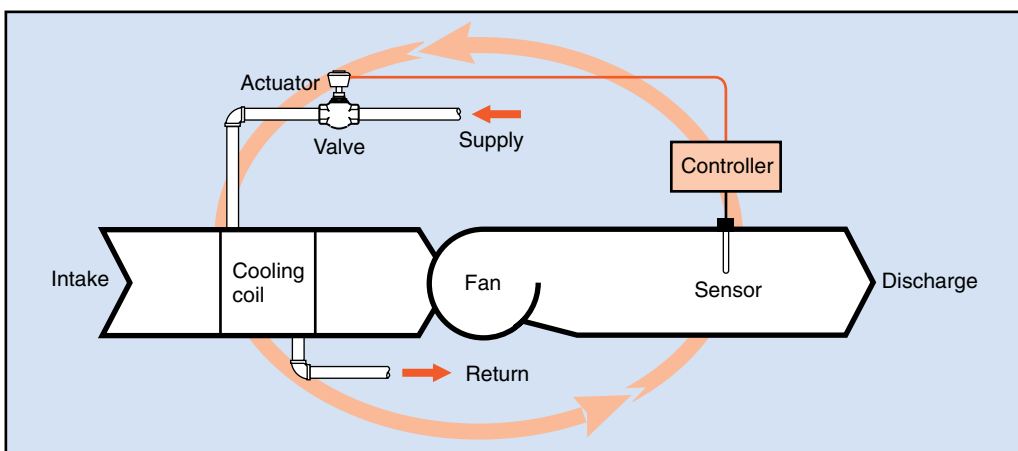 Actuator
Valve
Supply
Controller
Intake
Cooling
coil
Fan
Sensor
Discharge
Return